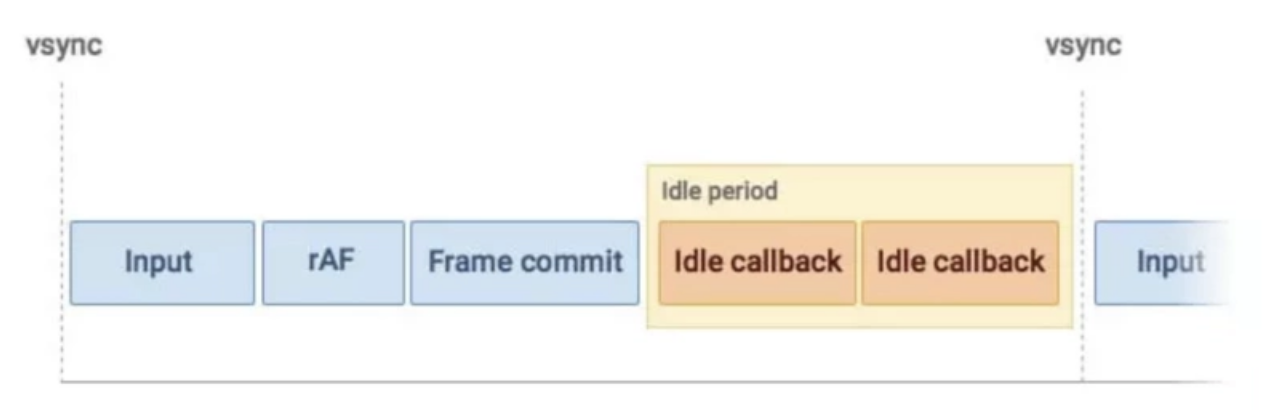 vsync vsync
Idle period
Input rAF Frame commit Idle callback Idle callback Input